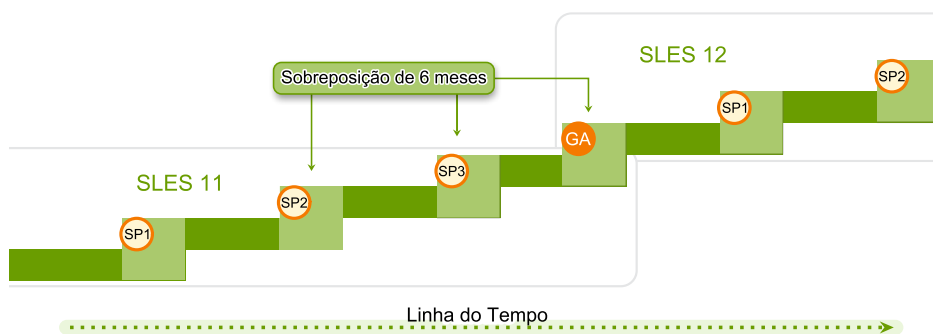 SLES 12
Sobreposição de 6 meses
SP2
SP1
GA
SP3
SLES 11
SP2
SP1
Linha do Tempo